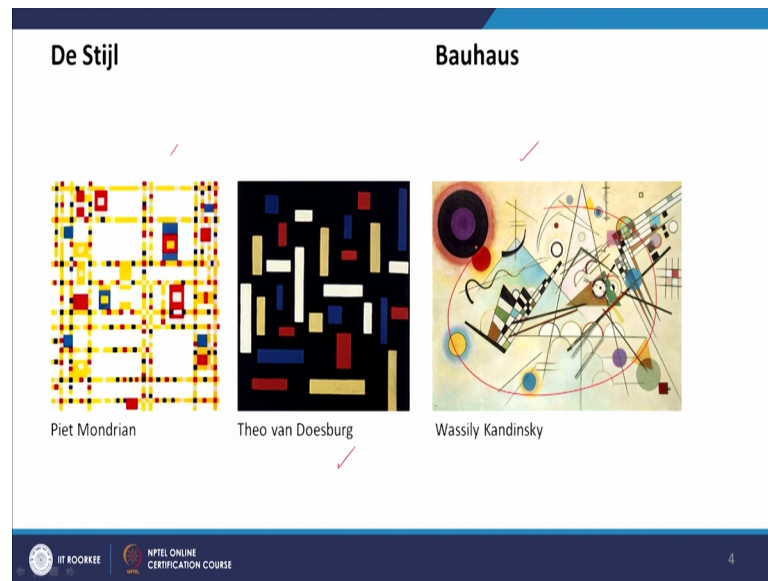 De Stijl
Bauhaus
Piet Mondrian
Theo van Doesburg
Wassily Kandinsky
IIT ROORKEE
NPTEL ONLINE
CERTIFICATION COURSE
4